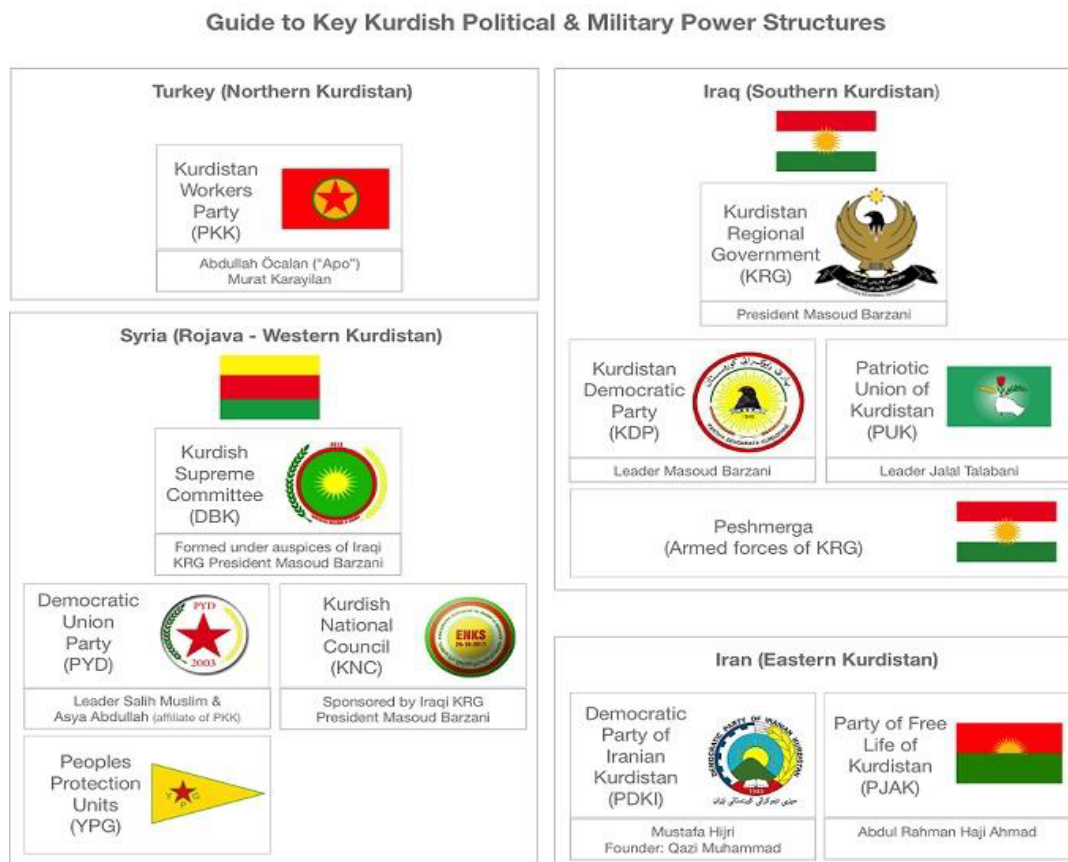 Guide to Key Kurdish Political & Military Power Structures
Turkey (Northern Kurdistan)
Kurdistan
Workers
Party
(PKK)
Abdullah Öcalan ("Apo")
Murat Karayilan
Syria (Rojava - Western Kurdistan)
Kurdish
Supreme
Committee
(DBK)
Formed under auspices of Iraqi
KRG President Masoud Barzani
Democratic
Union
Party
(PYD)
PYD
2003
Leader Salih Muslim &
Asya Abdullah (affiliate of PKK)
Kurdish
National
Council
(KNC)
ENKS
Sponsored by Iraqi KRG
President Masoud Barzani
Peoples
Protection
Units
(YPG)
Iraq (Southern Kurdistan)
Kurdistan
Regional
Government
(KRG)
President Masoud Barzani
Kurdistan
Democratic
Party
(KDP)
Leader Masoud Barzani
Patriotic
Union of
Kurdistan
(PUK)
Leader Jalal Talabani
Peshmerga
(Armed forces of KRG)
Iran (Eastern Kurdistan)
Democratic
Party of
Iranian
Kurdistan
(PDKI)
DEMOCRATIC PARTY OF IRANIAN KURDISTAN
1945
Mustafa Hijri
Founder: Qazi Muhammad
Party of Free
Life of
Kurdistan
(PJAK)
Abdul Rahman Haji Ahmad